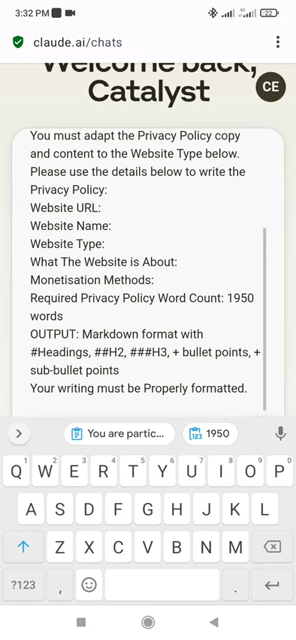 3:32 PM
22
claude.ai/chats
Welcome back,
Catalyst
CE
You must adapt the Privacy Policy copy
and content to the Website Type below.
Please use the details below to write the
Privacy Policy:
Website URL:
Website Name:
Website Type:
What The Website is About:
Monetisation Methods:
Required Privacy Policy Word Count: 1950
words
OUTPUT: Markdown format with
#Headings, ##H2, ###H3, + bullet points, +
sub-bullet points
Your writing must be Properly formatted.
You are partic...
123
1950
1 2 3 4 5 6 7 8 9 0
Q W E R T Y U I O P
A S D F G H J K L
Z X C V B N M
?123 , .